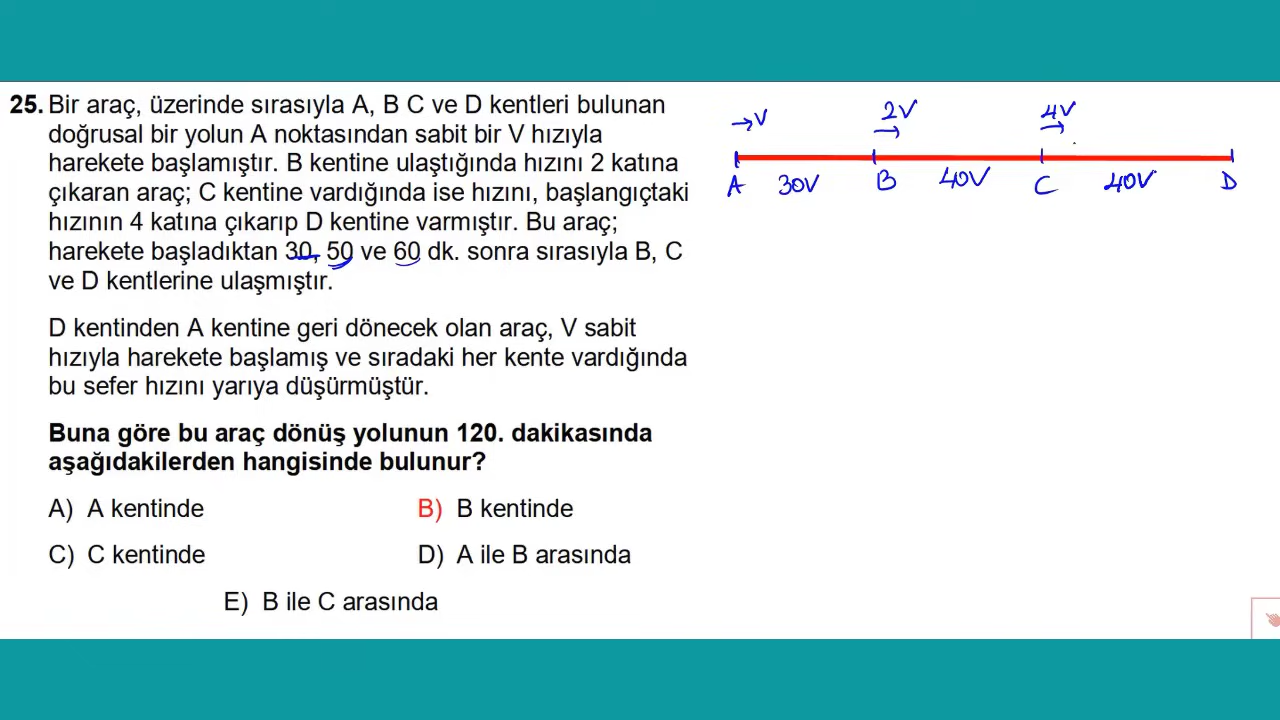 25. Bir araç, üzerinde sırasıyla A, B C ve D kentleri bulunan
doğrusal bir yolun A noktasından sabit bir V hızıyla
harekete başlamıştır. B kentine ulaştığında hızını 2 katına
çıkaran araç; C kentine vardığında ise hızını, başlangıçtaki
hızının 4 katına çıkarıp D kentine varmıştır. Bu araç;
harekete başladıktan 30, 50 ve 60 dk. sonra sırasıyla B, C
ve D kentlerine ulaşmıştır.
D kentinden A kentine geri dönecek olan araç, V sabit
hızıyla harekete başlamış ve sıradaki her kente vardığında
bu sefer hızını yarıya düşürmüştür.
Buna göre bu araç dönüş yolunun 120. dakikasında
aşağıdakilerden hangisinde bulunur?
A) A kentinde B) B kentinde
C) C kentinde D) A ile B arasında
E) B ile C arasında
→V 2V 4V
A 30V B 40V C 40V D